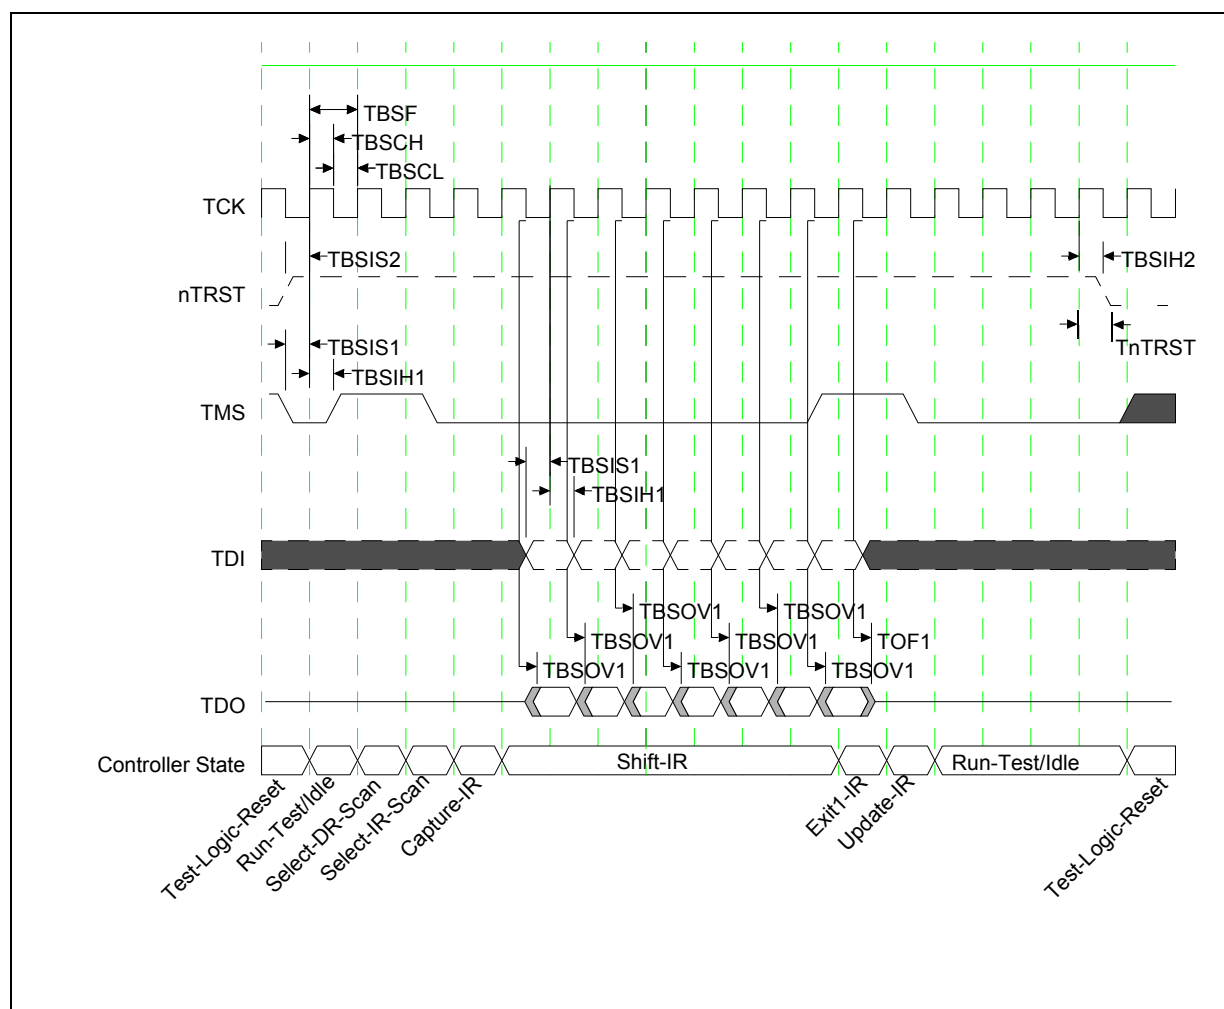 TBSF
TBSCH
TBSCL
TCK
TBSIS2
TBSIH2
nTRST
TBSIS1
TnTRST
TBSIH1
TMS
TBSIS1
TBSIH1
TDI
TBSOV1 TBSOV1
TBSOV1 TBSOV1 TOF1
TBSOV1 TBSOV1 TBSOV1
TDO
Controller State
Shift-IR
Run-Test/Idle
Test-Logic-Reset
Run-Test/Idle
Select-DR-Scan
Select-IR-Scan
Capture-IR
Exit1-IR
Update-IR
Test-Logic-Reset